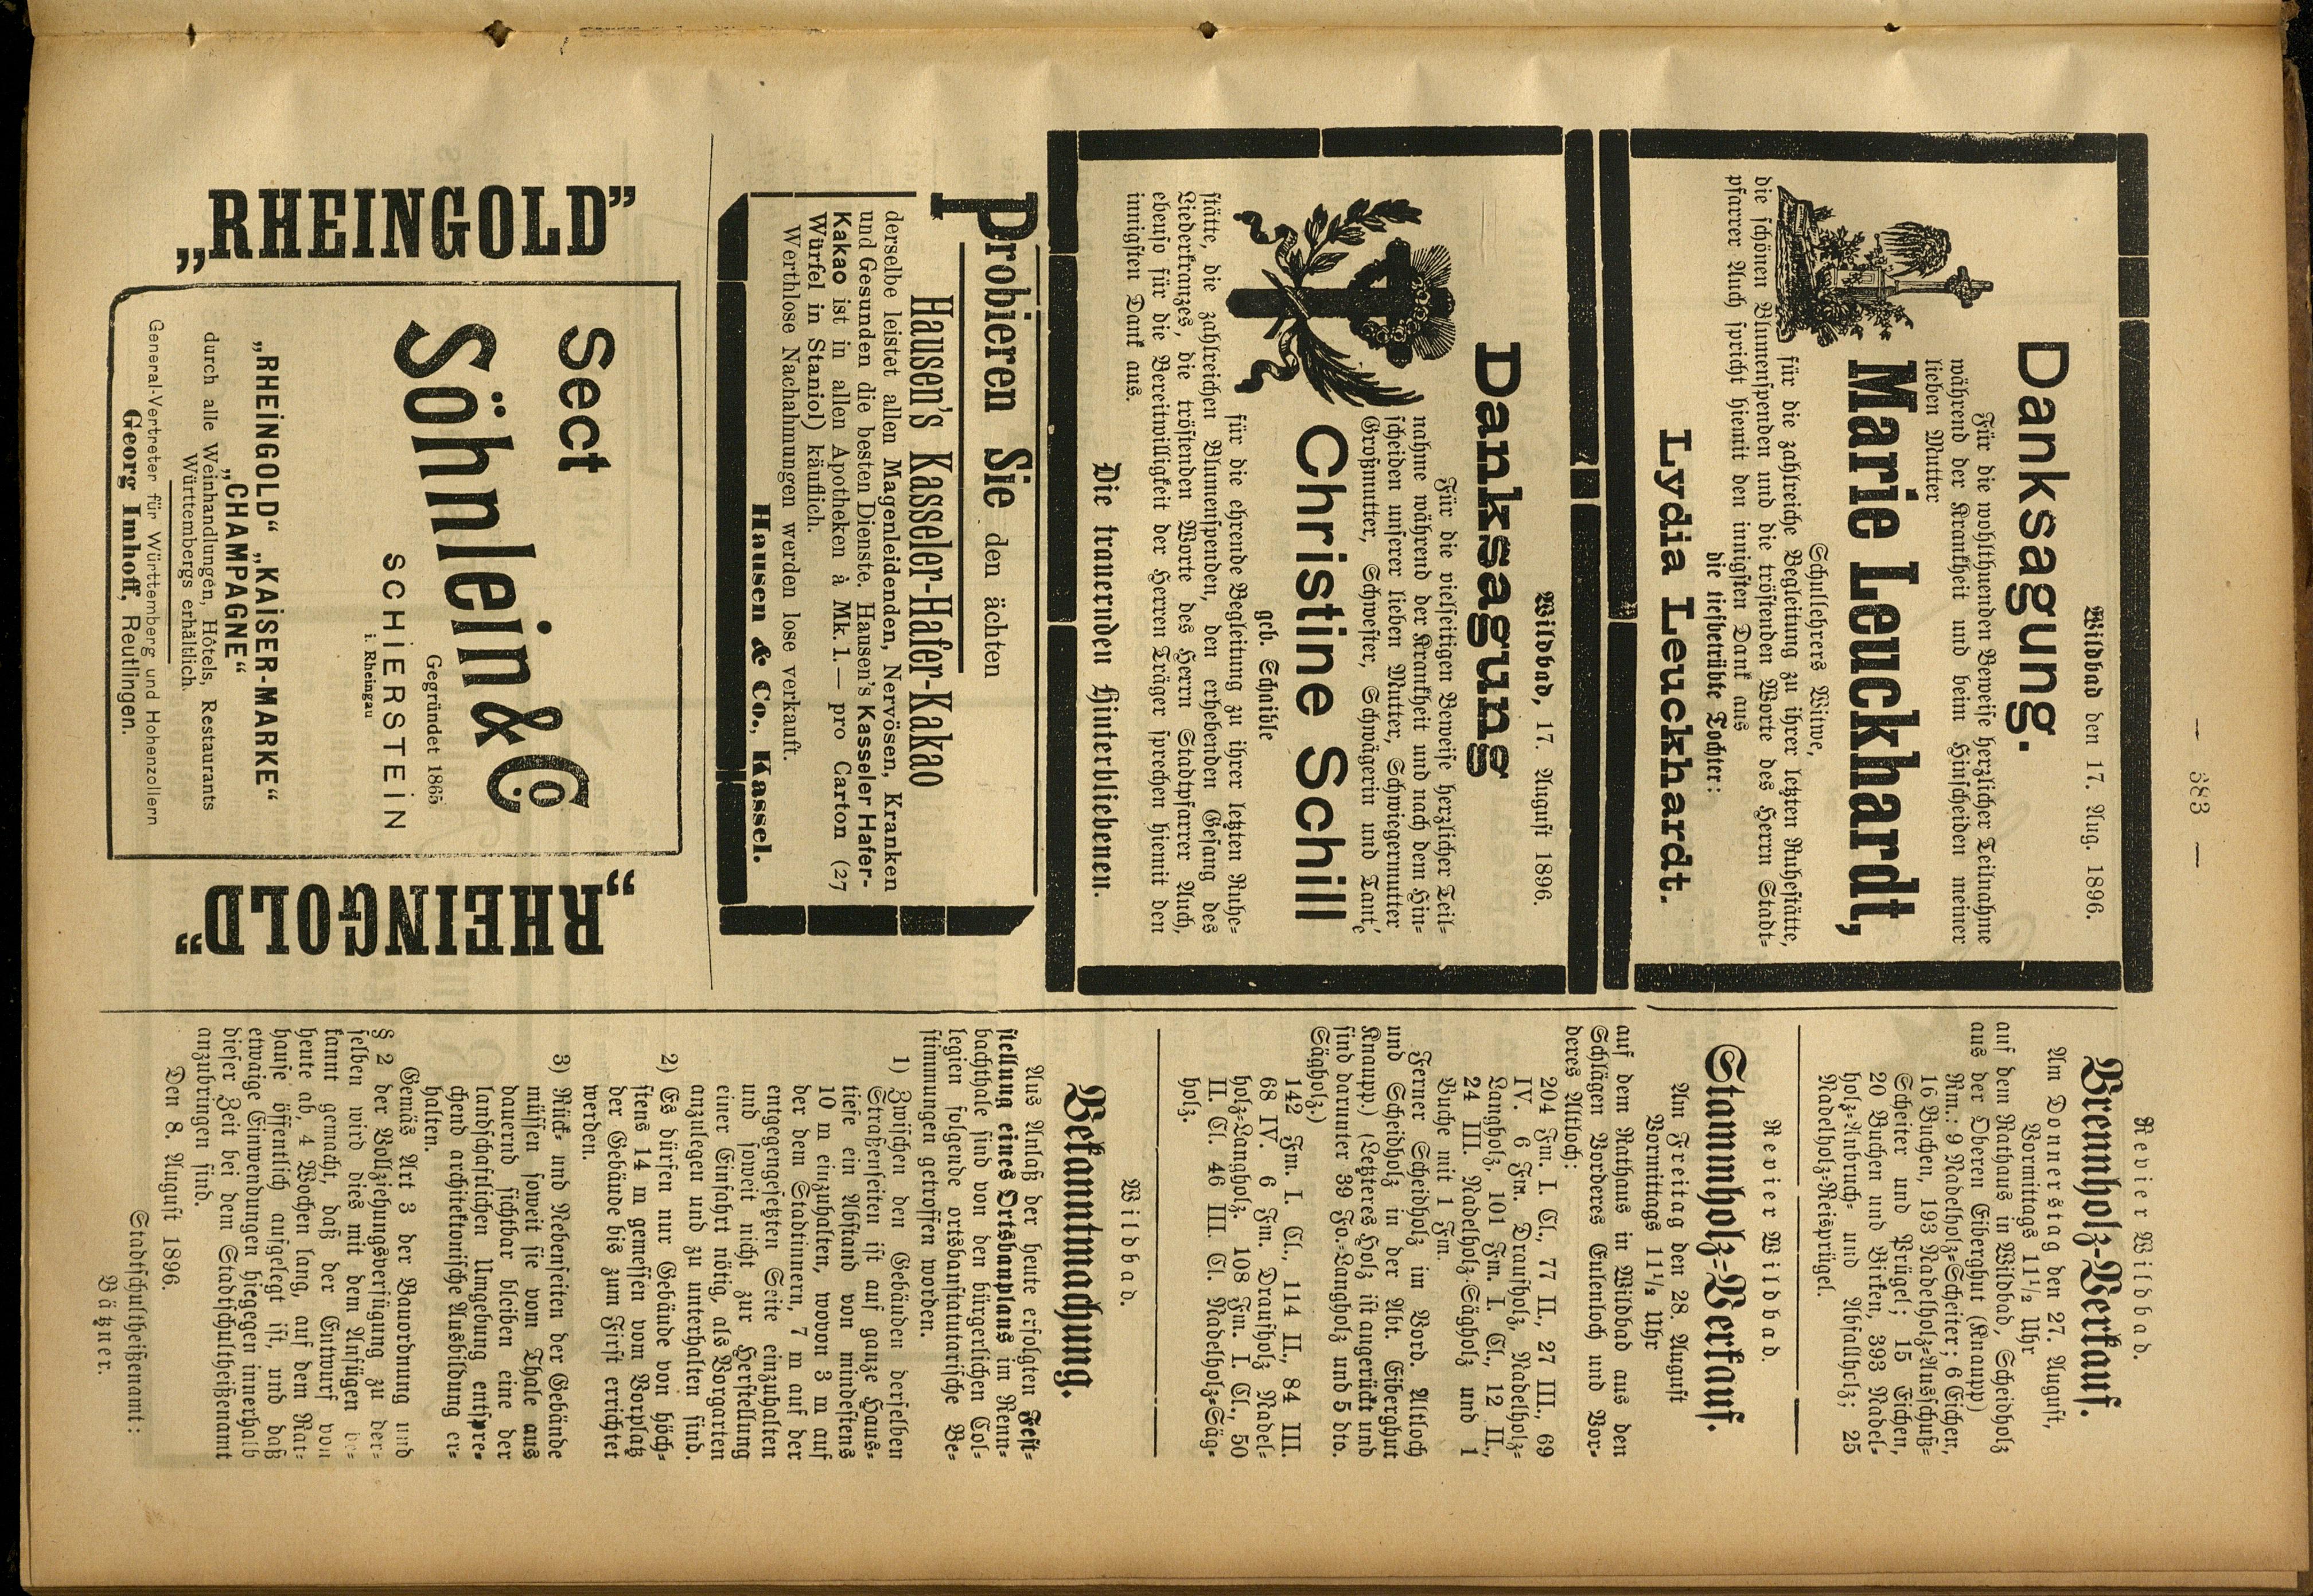 — 383 —
Wildbad den 17. Aug. 1896.
Danksagung.
Für die wohlthuenden Beweise herzlicher Teilnahme
während der Krankheit und beim Hinscheiden meiner
lieben Mutter
Marie Leuckhardt,
Schullehrers Witwe,
für die zahlreiche Begleitung zu ihrer letzten Ruhestätte,
die schönen Blumenspenden und die tröstenden Worte des Herrn Stadt-
pfarrer Auch spricht hiemit den innigsten Dank aus
die tiefbetrübte Tochter:
Lydia Leuckhardt.
Wildbad, 17. August 1896.
Danksagung
Für die vielseitigen Beweise herzlicher Teil-
nahme während der Krankheit und nach dem Hin-
scheiden unserer lieben Mutter, Schwiegermutter
Großmutter, Schwester, Schwägerin und Tante
Christine Schill
geb. Schaible
für die ehrende Begleitung zu ihrer letzten Ruhe-
stätte, die zahlreichen Blumenspenden, den erhebenden Gesang des
Liederkranzes, die tröstenden Worte des Herrn Stadtpfarrer Auch,
ebenso für die Bereitwilligkeit der Herren Träger sprechen hiemit den
innigsten Dank aus.
Die trauernden Hinterbliebenen.
Probieren Sie den ächten
Hausen's Kasseler-Hafer-Kakao
derselbe leistet allen Magenleidenden, Nervösen, Kranken
und Gesunden die besten Dienste. Hausen's Kasseler Hafer-
Kakao ist in allen Apotheken à Mk. 1.— pro Carton (27
Würfel in Staniol) käuflich.
Werthlose Nachahmungen werden lose verkauft.
Hausen & Co., Kassel.
„RHEINGOLD”
Sect
Söhnlein & Co
Gegründet 1865
SCHIERSTEIN
i. Rheingau
„RHEINGOLD“ „KAISER-MARKE“
„CHAMPAGNE“
durch alle Weinhandlungen, Hôtels, Restaurants
Württembergs erhältlich.
General-Vertreter für Württemberg und Hohenzollern
Georg Imhoff, Reutlingen.
„RHEINGOLD”
Revier Wildbad.
Brennholz-Verkauf.
Am Donnerstag den 27. August,
Vormittags 11½ Uhr
auf dem Rathaus in Wildbad, Scheidholz
aus der Oberen Eiberghut (Knaupp)
Rm.: 9 Nadelholz-Scheiter; 6 Eichen,
16 Buchen, 193 Nadelholz-Ausschuß-
Scheiter und Prügel; 15 Eichen,
20 Buchen und Birken, 393 Nadel-
holz-Anbruch- und Abfallholz; 25
Nadelholz-Reisprügel.
Revier Wildbad.
Stammholz-Verkauf.
Am Freitag den 28. August
Vormittags 11½ Uhr
auf dem Rathaus in Wildbad aus den
Schlägen Vorderes Eulenloch und Vor-
deres Altloch:
204 Fm. I. Cl., 77 II., 27 III., 69
IV. 6 Fm. Draufholz, Nadelholz-
Langholz, 101 Fm. I. Cl., 12 II.,
24 III. Nadelholz-Sägholz und 1
Buche mit 1 Fm.
Ferner Scheidholz im Vord. Altloch
und Scheidholz in der Abt. Eiberghut
Knaupp.) (Letzteres Holz ist angerückt und
sind darunter 39 Fo.-Langholz und 5 dto.
Sägholz.)
142 Fm. I. Cl., 114 II., 84 III.
68 IV. 6 Fm. Draufholz Nadel-
holz-Langholz. 108 Fm. I. Cl., 50
II. Cl. 46 III. Cl. Nadelholz-Säg-
holz.
Wildbad.
Bekanntmachung.
Aus Anlaß der heute erfolgten Fest-
stellung eines Ortsbauplans im Renn-
bachthale sind von den bürgerlichen Col-
legien folgende ortsbaustatutarische Be-
stimmungen getroffen worden.
1) Zwischen den Gebäuden derselben
Straßenseiten ist auf ganze Haus-
tiefe ein Abstand von mindestens
10 m einzuhalten, wovon 3 m auf
der dem Stadtinnern, 7 m auf der
entgegengesetzten Seite einzuhalten
und soweit nicht zur Herstellung
einer Einfahrt nötig, als Vorgarten
anzulegen und zu unterhalten sind.
2) Es dürfen nur Gebäude von höch-
stens 14 m gemessen vom Vorplatz
der Gebäude bis zum First errichtet
werden.
3) Rück- und Nebenseiten der Gebäude
müssen soweit sie vom Thale aus
dauernd sichtbar bleiben eine der
landschaftlichen Umgebung entspre-
chend architektonische Ausbildung er-
halten.
Gemäs Art 3 der Bauordnung und
§ 2 der Vollziehungsverfügung zu der-
selben wird dies mit dem Anfügen be-
kannt gemacht, daß der Entwurf von
heute ab, 4 Wochen lang, auf dem Rat-
hause öffentlich aufgelegt ist, und daß
etwaige Einwendungen hiegegen innerhalb
dieser Zeit bei dem Stadtschultheißenamt
anzubringen sind.
Den 8. August 1896.
Stadtschultheißenamt:
Bätzner.